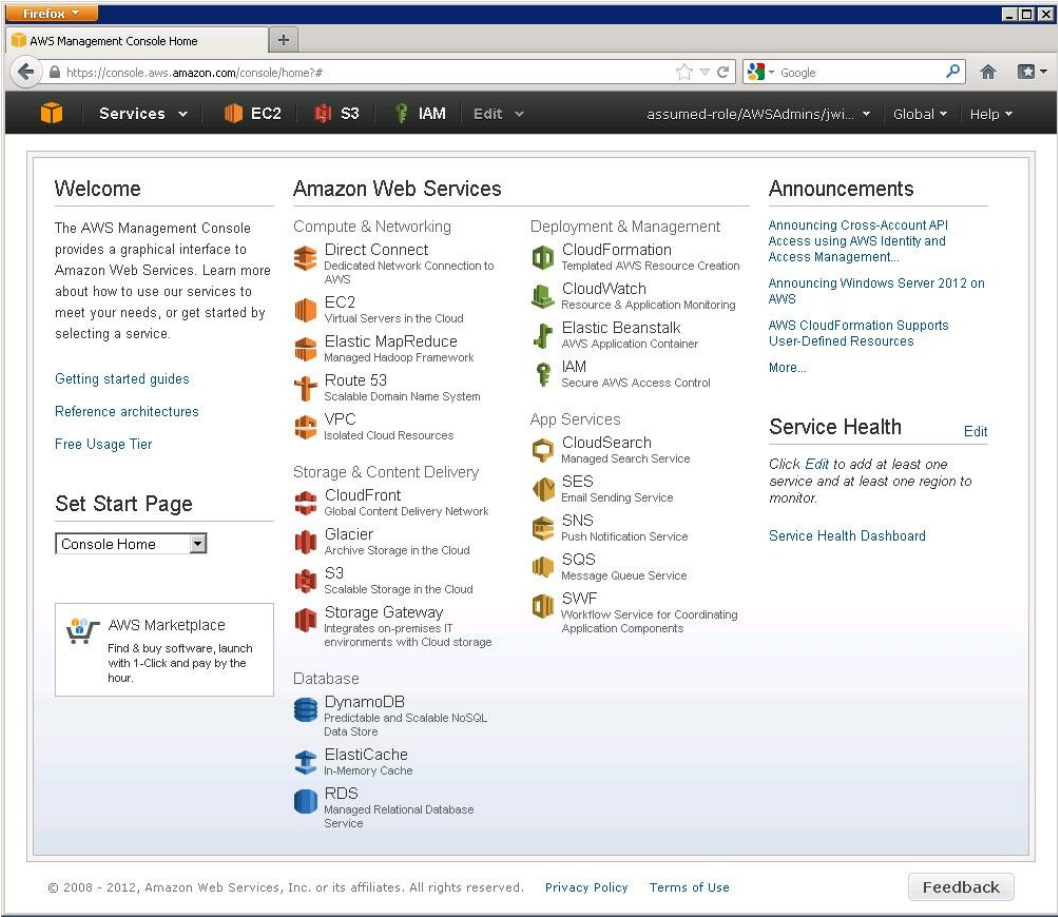 Firefox
AWS Management Console Home
https://console.aws.amazon.com/console/home?#
Google
Services
EC2
S3
IAM
Edit
assumed-role/AWSAdmins/jwi...
Global
Help
Welcome
The AWS Management Console
provides a graphical interface to
Amazon Web Services. Learn more
about how to use our services to
meet your needs, or get started by
selecting a service.
Getting started guides
Reference architectures
Free Usage Tier
Set Start Page
Console Home
AWS Marketplace
Find & buy software, launch
with 1-Click and pay by the
hour.
Amazon Web Services
Compute & Networking
Direct Connect
Dedicated Network Connection to
AWS
EC2
Virtual Servers in the Cloud
Elastic MapReduce
Managed Hadoop Framework
Route 53
Scalable Domain Name System
VPC
Isolated Cloud Resources
Storage & Content Delivery
CloudFront
Global Content Delivery Network
Glacier
Archive Storage in the Cloud
S3
Scalable Storage in the Cloud
Storage Gateway
Integrates on-premises IT
environments with Cloud storage
Database
DynamoDB
Predictable and Scalable NoSQL
Data Store
ElastiCache
In-Memory Cache
RDS
Managed Relational Database
Service
Deployment & Management
CloudFormation
Templated AWS Resource Creation
CloudWatch
Resource & Application Monitoring
Elastic Beanstalk
AWS Application Container
IAM
Secure AWS Access Control
App Services
CloudSearch
Managed Search Service
SES
Email Sending Service
SNS
Push Notification Service
SQS
Message Queue Service
SWF
Workflow Service for Coordinating
Application Components
Announcements
Announcing Cross-Account API
Access using AWS Identity and
Access Management...
Announcing Windows Server 2012 on
AWS
AWS CloudFormation Supports
User-Defined Resources
More...
Service Health
Edit
Click Edit to add at least one
service and at least one region to
monitor.
Service Health Dashboard
© 2008 - 2012, Amazon Web Services, Inc. or its affiliates. All rights reserved.
Privacy Policy
Terms of Use
Feedback